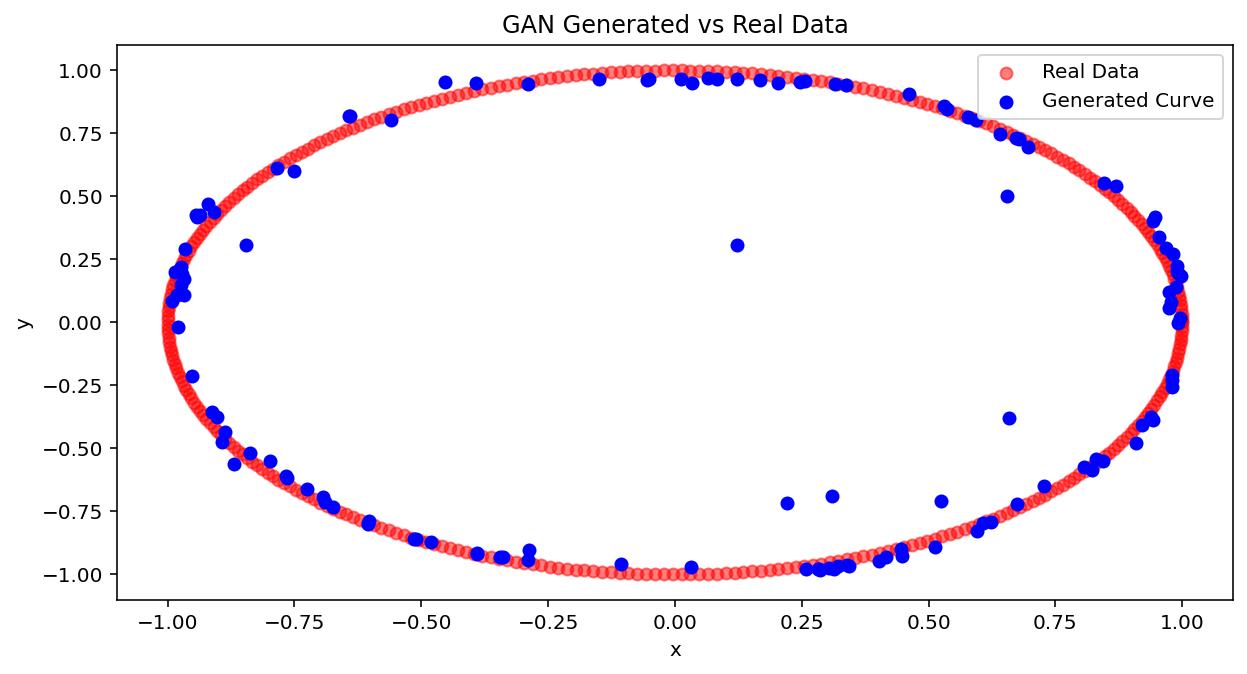 GAN Generated vs Real Data
Real Data
Generated Curve
1.00
0.75
0.50
0.25
0.00
−0.25
−0.50
−0.75
−1.00
y
−1.00 −0.75 −0.50 −0.25 0.00 0.25 0.50 0.75 1.00
x